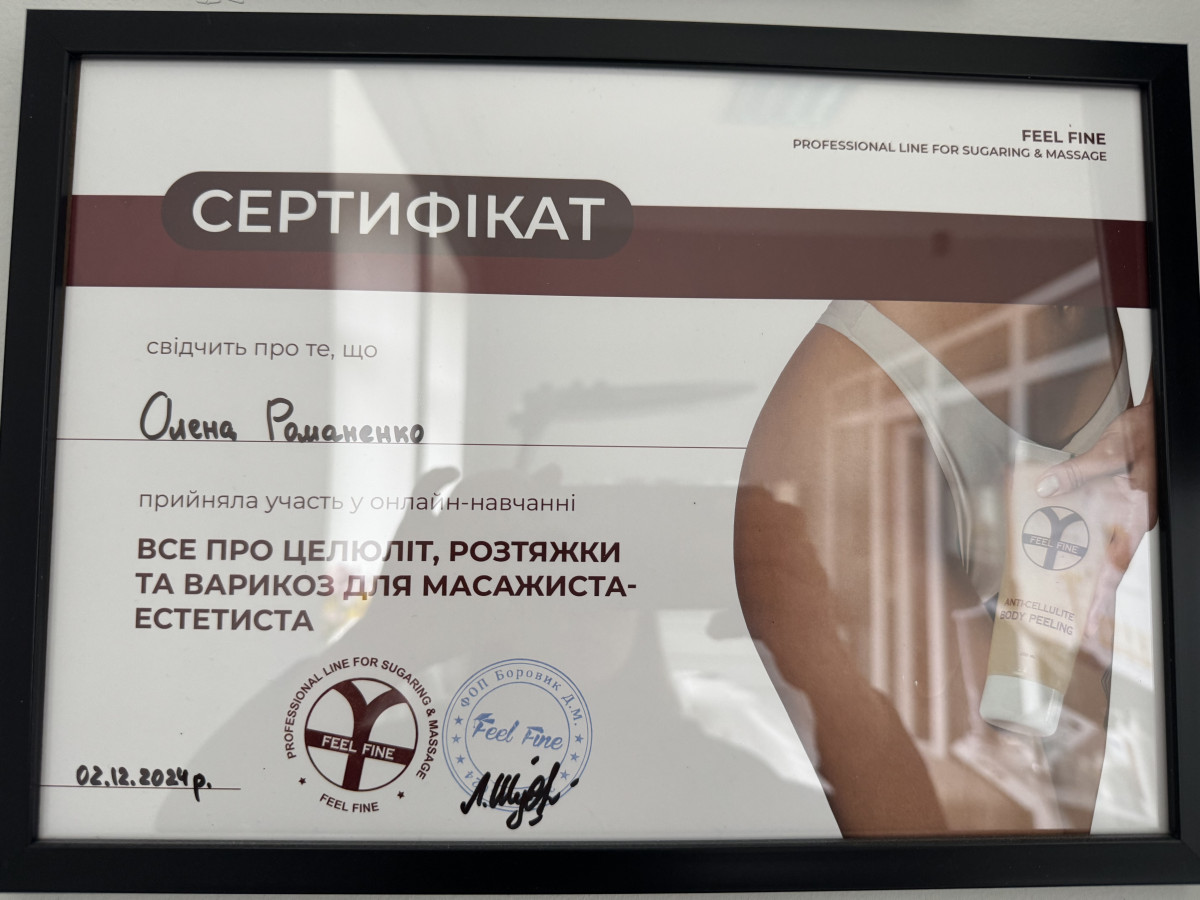 FEEL FINE
PROFESSIONAL LINE FOR SUGARING & MASSAGE
СЕРТИФІКАТ
свідчить про те, що
Олена Романенко
прийняла участь у онлайн-навчанні
ВСЕ ПРО ЦЕЛЮЛІТ, РОЗТЯЖКИ
ТА ВАРИКОЗ ДЛЯ МАСАЖИСТА-
ЕСТЕТИСТА
FEEL FINE
ANTI-CELLULITE
BODY PEELING
PROFESSIONAL LINE FOR SUGARING & MASSAGE
FEEL FINE
FEEL FINE
ФОП Боровик Д.М.
Feel Fine
02.12.2024 р.